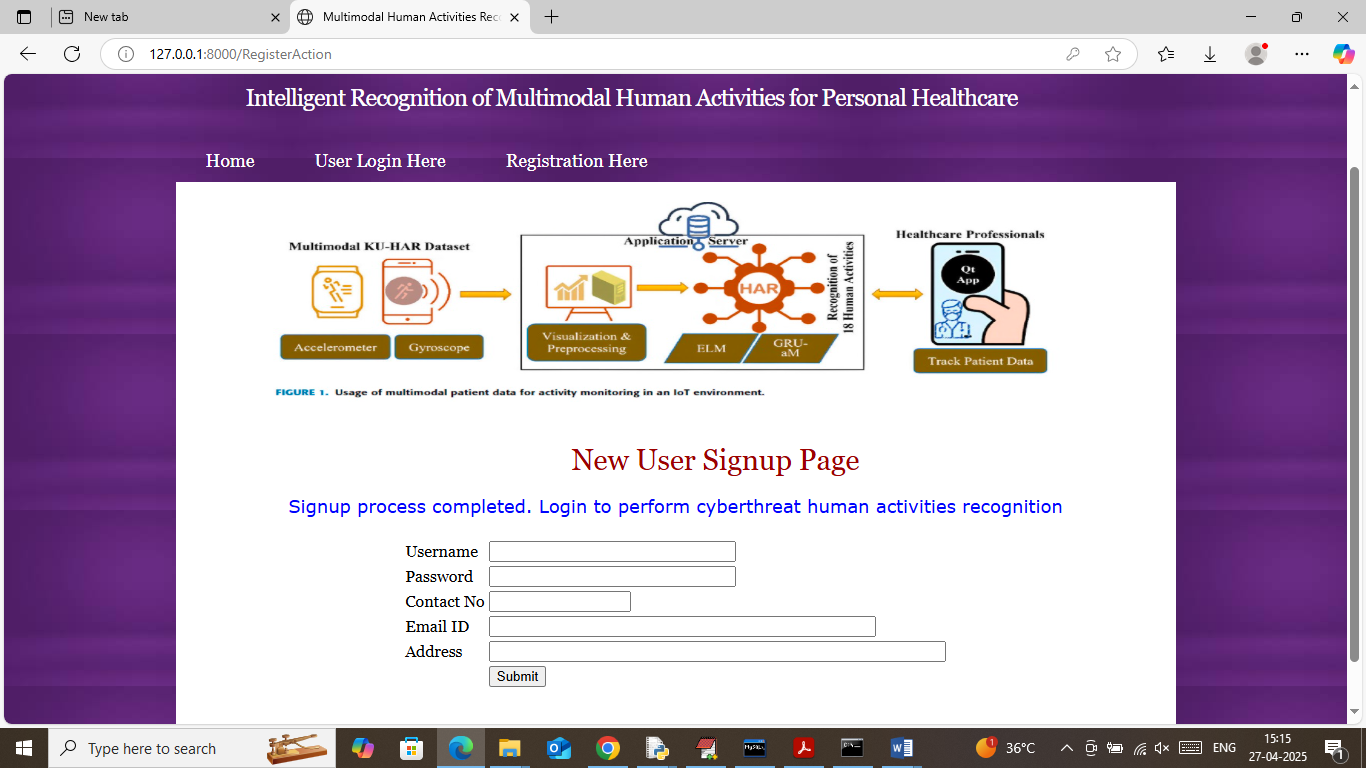 New tab
Multimodal Human Activities Rec
127.0.0.1:8000/RegisterAction
Intelligent Recognition of Multimodal Human Activities for Personal Healthcare
Home
User Login Here
Registration Here
Multimodal KU-HAR Dataset
Accelerometer
Gyroscope
Application Server
Visualization &
Preprocessing
HAR
ELM
GRU-
aM
Recognition of
18 Human Activities
Healthcare Professionals
Qt
App
Track Patient Data
FIGURE 1. Usage of multimodal patient data for activity monitoring in an IoT environment.
New User Signup Page
Signup process completed. Login to perform cyberthreat human activities recognition
Username
Password
Contact No
Email ID
Address
Submit
Type here to search
MySQL
1
36°C
ENG
15:15
27-04-2025
1